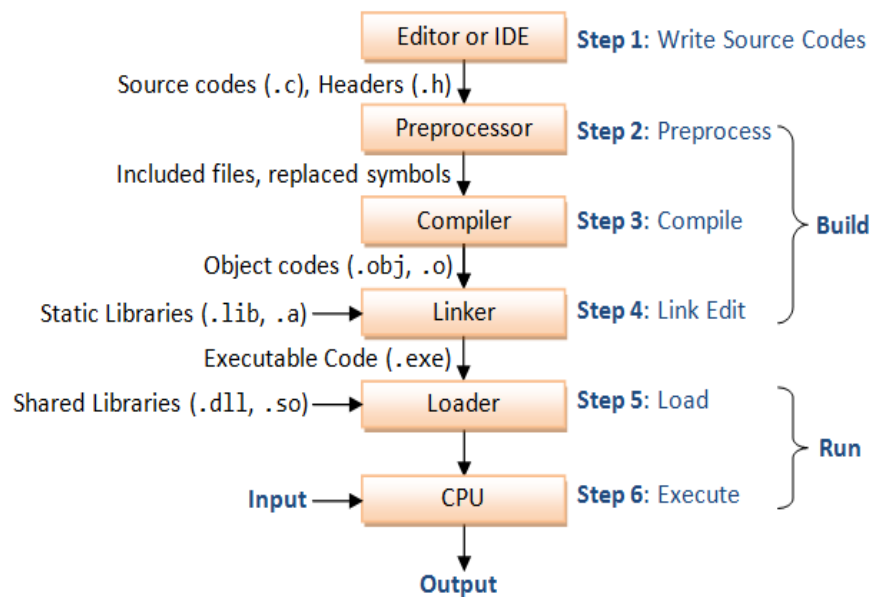 Editor or IDE
Step 1: Write Source Codes
Source codes (.c), Headers (.h)
Preprocessor
Step 2: Preprocess
Included files, replaced symbols
Compiler
Step 3: Compile
Build
Object codes (.obj, .o)
Static Libraries (.lib, .a)
Linker
Step 4: Link Edit
Executable Code (.exe)
Shared Libraries (.dll, .so)
Loader
Step 5: Load
Run
Input
CPU
Step 6: Execute
Output